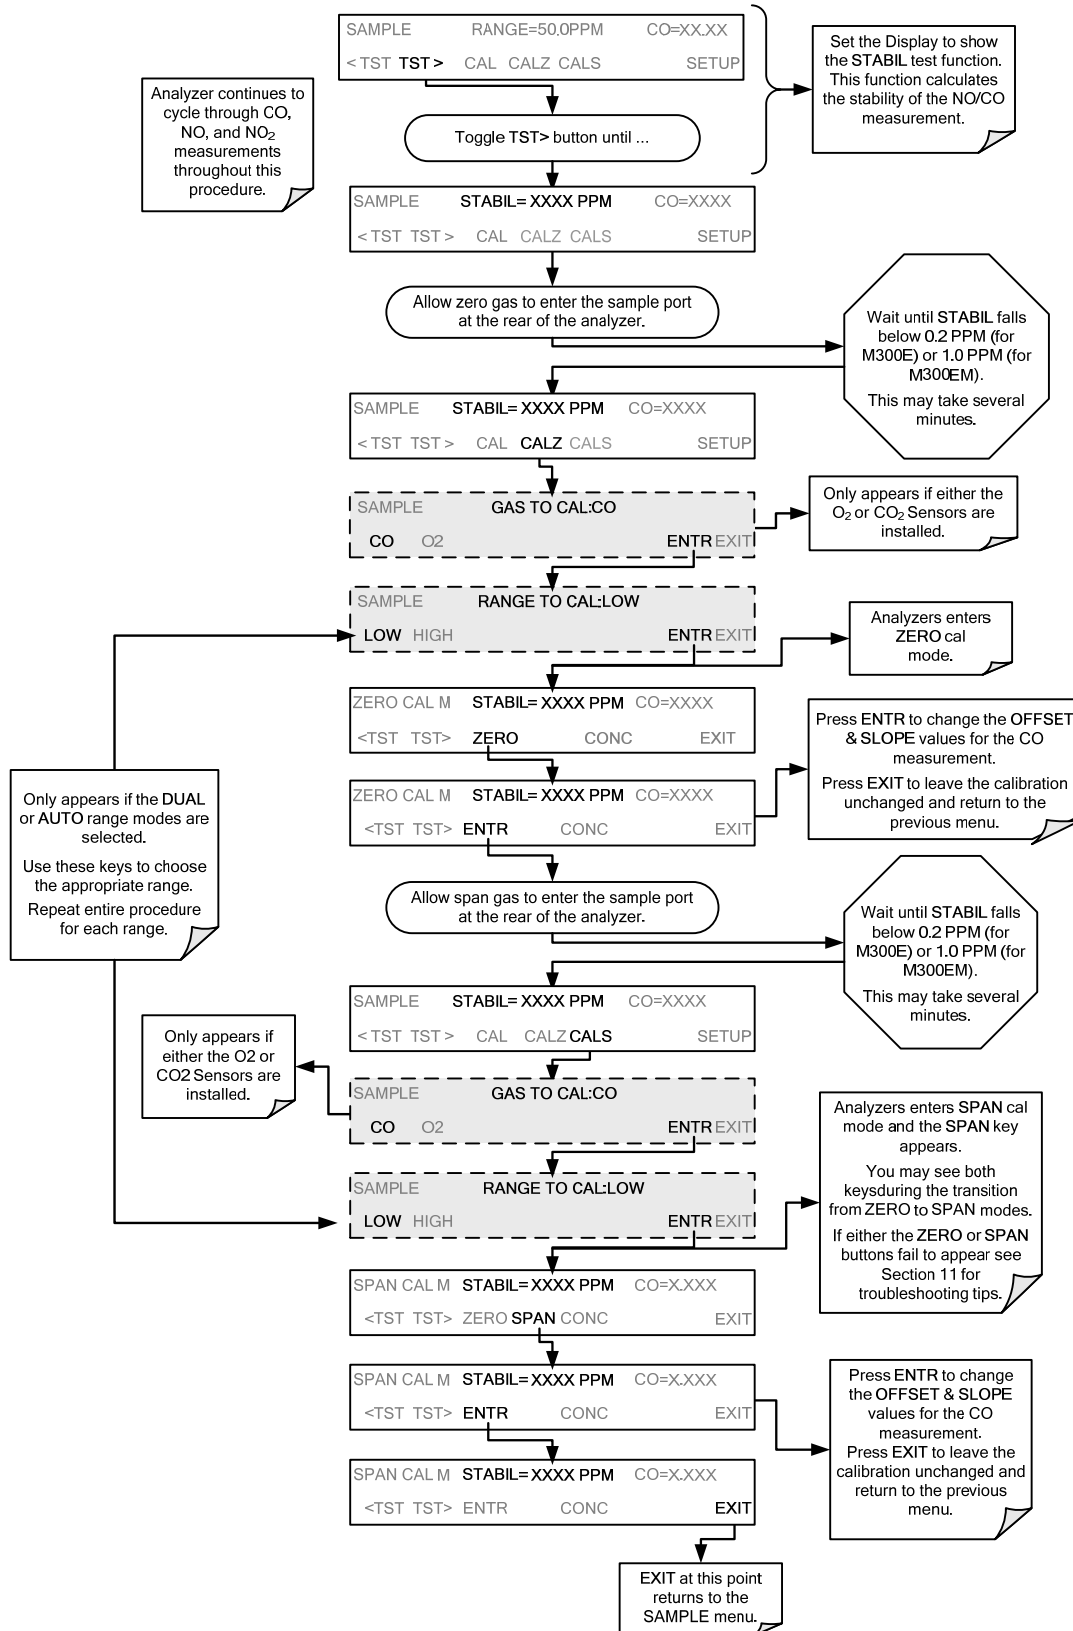 SAMPLE RANGE=50.0PPM CO=XX.XX
< TST TST > CAL CALZ CALS SETUP
Set the Display to show
the STABIL test function.
This function calculates
the stability of the NO/CO
measurement.
Analyzer continues to
cycle through CO,
NO, and NO2
measurements
throughout this
procedure.
Toggle TST> button until ...
SAMPLE STABIL= XXXX PPM CO=XXXX
< TST TST > CAL CALZ CALS SETUP
Allow zero gas to enter the sample port
at the rear of the analyzer.
Wait until STABIL falls
below 0.2 PPM (for
M300E) or 1.0 PPM (for
M300EM).
This may take several
minutes.
SAMPLE STABIL= XXXX PPM CO=XXXX
< TST TST > CAL CALZ CALS SETUP
SAMPLE GAS TO CAL:CO
CO O2 ENTR EXIT
Only appears if either the
O2 or CO2 Sensors are
installed.
SAMPLE RANGE TO CAL:LOW
LOW HIGH ENTR EXIT
Analyzers enters
ZERO cal
mode.
ZERO CAL M STABIL= XXXX PPM CO=XXXX
<TST TST> ZERO CONC EXIT
Press ENTR to change the OFFSET
& SLOPE values for the CO
measurement.
Press EXIT to leave the calibration
unchanged and return to the
previous menu.
ZERO CAL M STABIL= XXXX PPM CO=XXXX
<TST TST> ENTR CONC EXIT
Only appears if the DUAL
or AUTO range modes are
selected.
Use these keys to choose
the appropriate range.
Repeat entire procedure
for each range.
Allow span gas to enter the sample port
at the rear of the analyzer.
Wait until STABIL falls
below 0.2 PPM (for
M300E) or 1.0 PPM (for
M300EM).
This may take several
minutes.
SAMPLE STABIL= XXXX PPM CO=XXXX
< TST TST > CAL CALZ CALS SETUP
Only appears if
either the O2 or
CO2 Sensors are
installed.
SAMPLE GAS TO CAL:CO
CO O2 ENTR EXIT
Analyzers enters SPAN cal
mode and the SPAN key
appears.
You may see both
keysduring the transition
from ZERO to SPAN modes.
If either the ZERO or SPAN
buttons fail to appear see
Section 11 for
troubleshooting tips.
SAMPLE RANGE TO CAL:LOW
LOW HIGH ENTR EXIT
SPAN CAL M STABIL= XXXX PPM CO=X.XXX
<TST TST> ZERO SPAN CONC EXIT
SPAN CAL M STABIL= XXXX PPM CO=X.XXX
<TST TST> ENTR CONC EXIT
Press ENTR to change
the OFFSET & SLOPE
values for the CO
measurement.
Press EXIT to leave the
calibration unchanged and
return to the previous
menu.
SPAN CAL M STABIL= XXXX PPM CO=X.XXX
<TST TST> ENTR CONC EXIT
EXIT at this point
returns to the
SAMPLE menu.